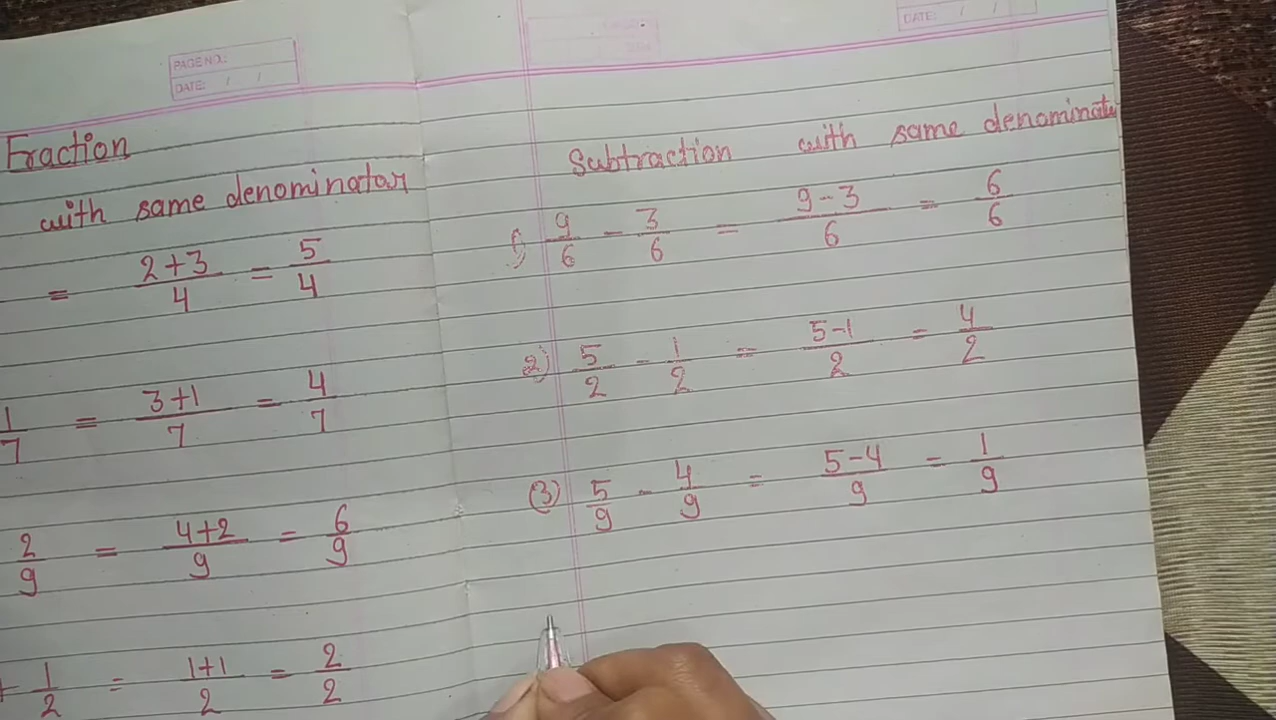 PAGE NO.:
DATE: / /
DATE: / /
Fraction
with same denominator
= 2+3/4 = 5/4
1/7 = 3+1/7 = 4/7
2/9 = 4+2/9 = 6/9
+ 1/2 = 1+1/2 = 2/2
Subtraction with same denominato
1) 9/6 - 3/6 = 9-3/6 = 6/6
2) 5/2 - 1/2 = 5-1/2 = 4/2
(3) 5/9 - 4/9 = 5-4/9 = 1/9